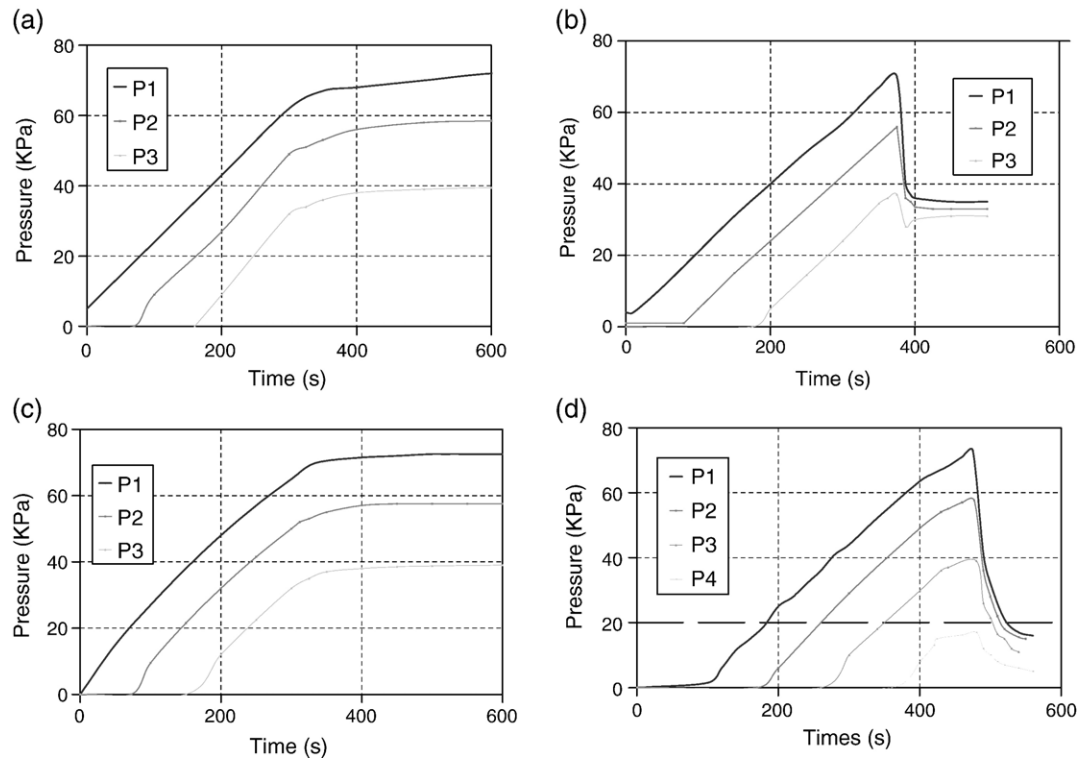 (a)
80
60
40
20
0
Pressure (KPa)
P1
P2
P3
0 200 400 600
Time (s)
(b)
80
60
40
20
0
Pressure (KPa)
P1
P2
P3
0 200 400 600
Time (s)
(c)
80
60
40
20
0
Pressure (KPa)
P1
P2
P3
0 200 400 600
Time (s)
(d)
80
60
40
20
0
Pressure (KPa)
P1
P2
P3
P4
0 200 400 600
Times (s)